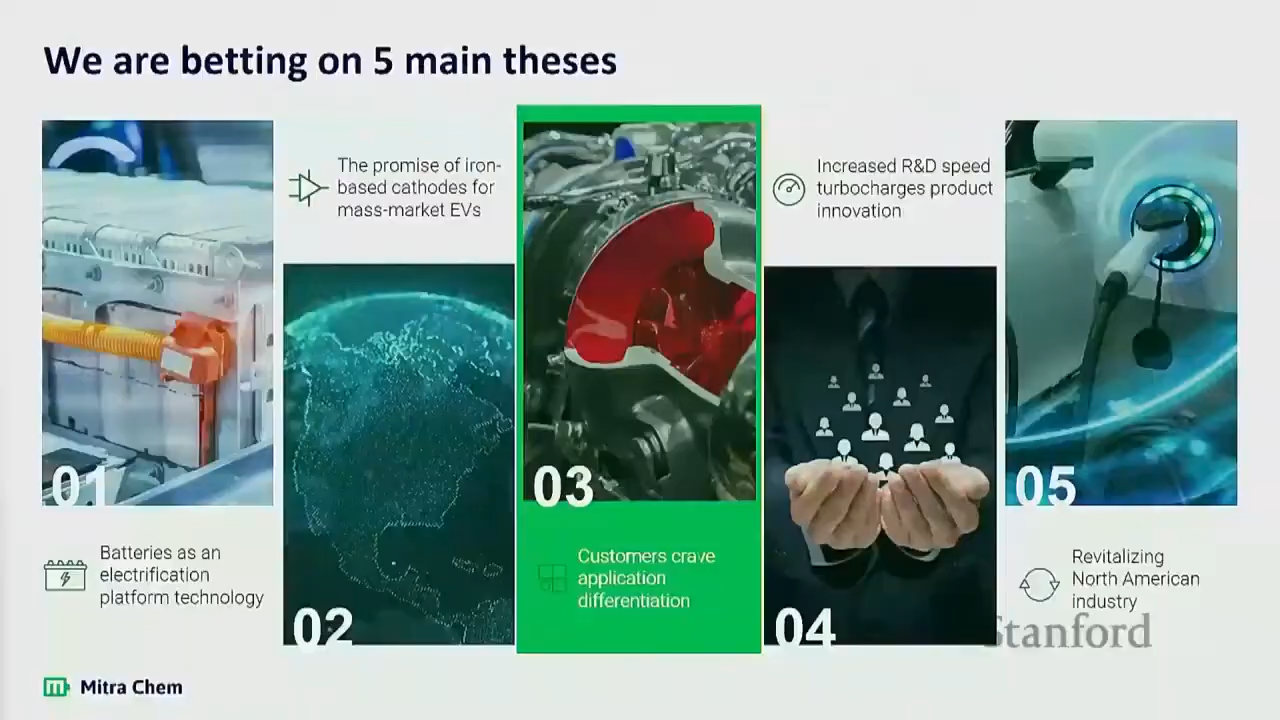 We are betting on 5 main theses
01
Batteries as an
electrification
platform technology
The promise of iron-
based cathodes for
mass-market EVs
02
03
Customers crave
application
differentiation
Increased R&D speed
turbocharges product
innovation
04
05
Revitalizing
North American
industry
Stanford
Mitra Chem